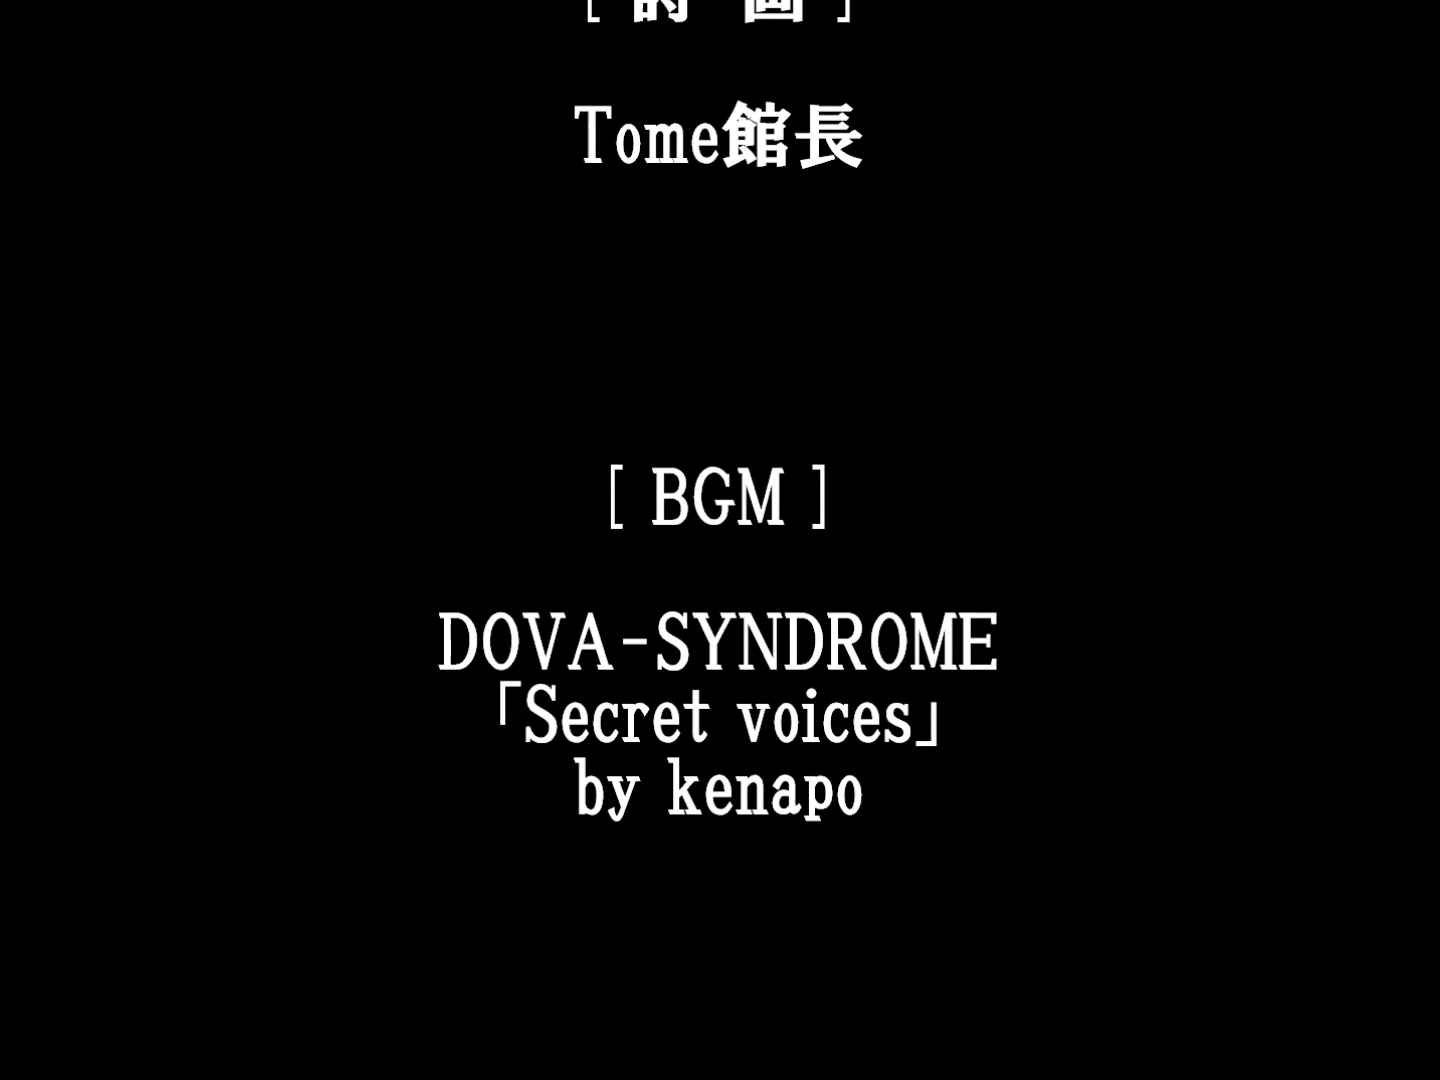 Tome館長
[ BGM ]
DOVA-SYNDROME
「Secret voices」
by kenapo